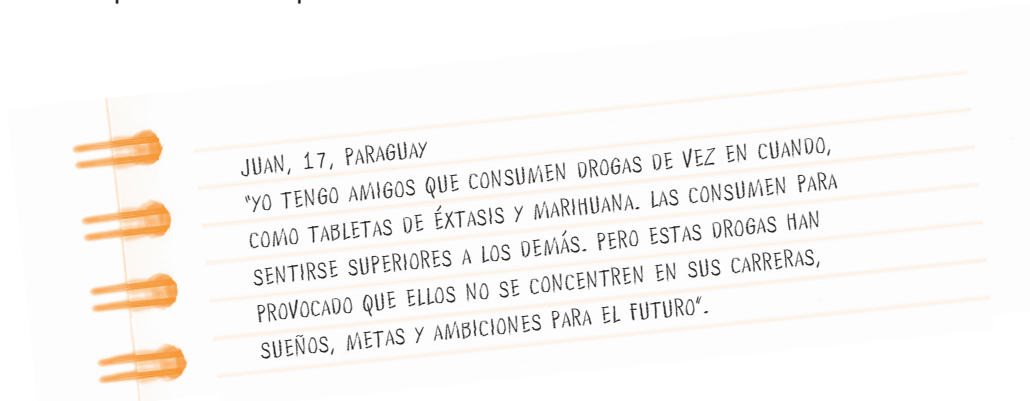 JUAN, 17, PARAGUAY
"YO TENGO AMIGOS QUE CONSUMEN DROGAS DE VEZ EN CUANDO,
COMO TABLETAS DE ÉXTASIS Y MARIHUANA. LAS CONSUMEN PARA
SENTIRSE SUPERIORES A LOS DEMÁS. PERO ESTAS DROGAS HAN
PROVOCADO QUE ELLOS NO SE CONCENTREN EN SUS CARRERAS,
SUEÑOS, METAS Y AMBICIONES PARA EL FUTURO".